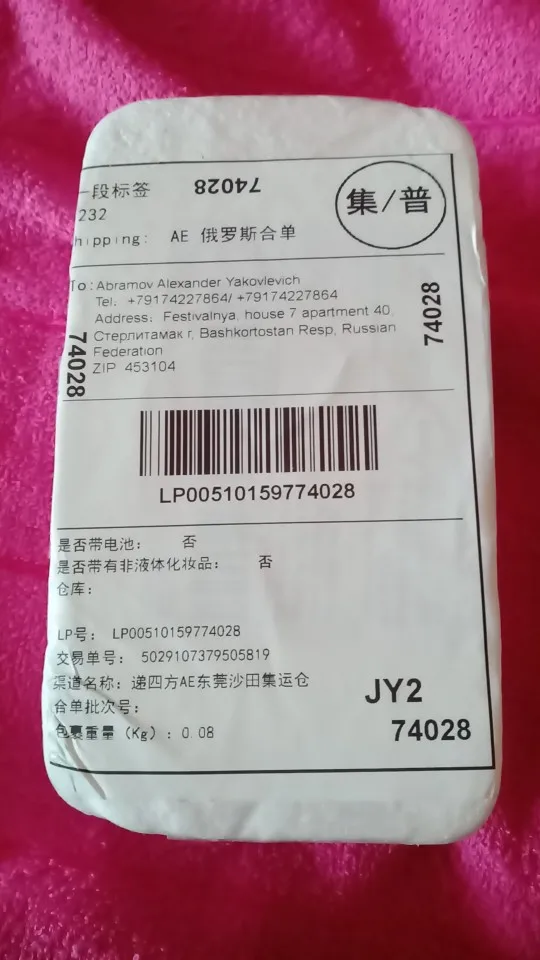 一段标签
74028
集/普
232
hipping: AE 俄罗斯合单
To:Abramov Alexander Yakovlevich
Tel: +79174227864/ +79174227864
Address: Festivalnya, house 7 apartment 40,
Стерлитамак г, Bashkortostan Resp, Russian
Federation
ZIP 453104
74028
74028
LP00510159774028
是否带电池: 否
是否带有非液体化妆品: 否
仓库:
LP号: LP00510159774028
交易单号: 5029107379505819
渠道名称: 递四方AE东莞沙田集运仓
合单批次号:
包裹重量 (Kg) : 0.08
JY2
74028